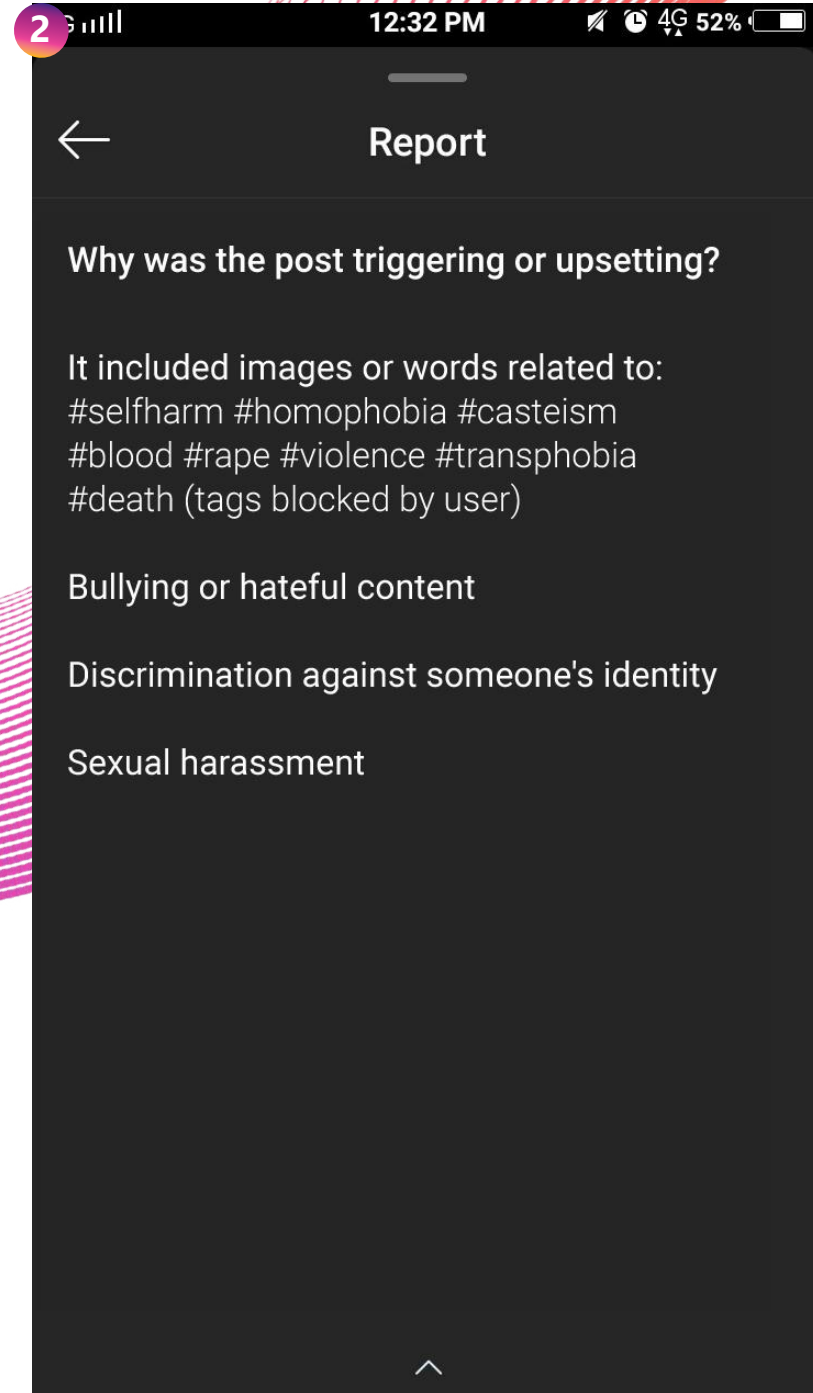 2
12:32 PM
4G 52%
Report
Why was the post triggering or upsetting?
It included images or words related to:
#selfharm #homophobia #casteism
#blood #rape #violence #transphobia
#death (tags blocked by user)
Bullying or hateful content
Discrimination against someone's identity
Sexual harassment